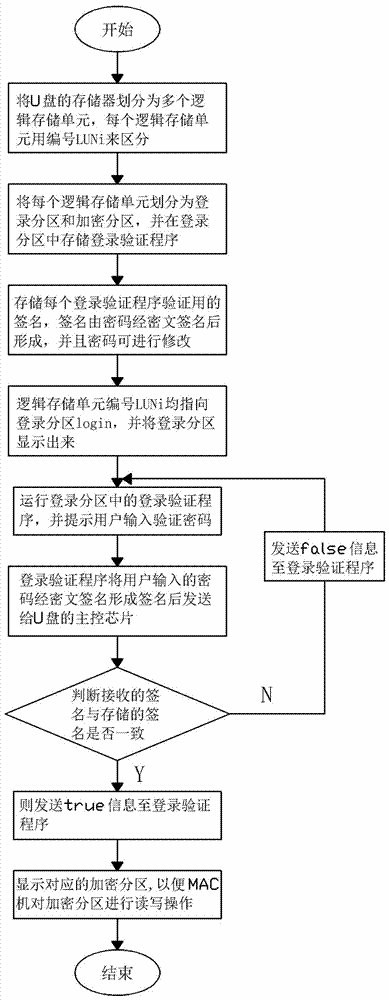 开始
将U盘的存储器划分为多个逻
辑存储单元，每个逻辑存储单
元用编号LUNi来区分
将每个逻辑存储单元划分为登
录分区和加密分区，并在登录
分区中存储登录验证程序
存储每个登录验证程序验证用的
签名，签名由密码经密文签名后
形成，并且密码可进行修改
逻辑存储单元编号LUNi均指向
登录分区login，并将登录分区
显示出来
运行登录分区中的登录验证程
序，并提示用户输入验证密码
发送false信息
至登录验证程序
登录验证程序将用户输入的密
码经密文签名形成签名后发送
给U盘的主控芯片
判断接收的签
名与存储的签
名是否一致
N
Y
则发送true信息至登录验证
程序
显示对应的加密分区,以便MAC
机对加密分区进行读写操作
结束